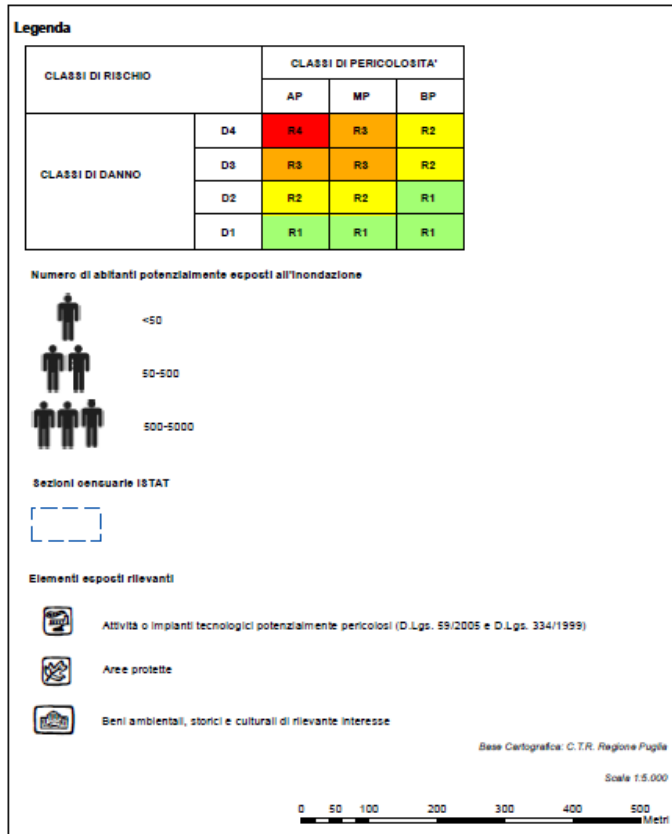 Legenda
CLASSI DI RISCHIO
CLASSI DI PERICOLOSITA'
AP MP BP
CLASSI DI DANNO
D4 R4 R3 R2
D3 R3 R3 R2
D2 R2 R2 R1
D1 R1 R1 R1
Numero di abitanti potenzialmente esposti all'inondazione
<50
50-500
500-5000
Sezioni censuarie ISTAT
Elementi esposti rilevanti
Attività o impianti tecnologici potenzialmente pericolosi (D.Lgs. 59/2005 e D.Lgs. 334/1999)
Aree protette
Beni ambientali, storici e culturali di rilevante interesse
Base Cartografica: C.T.R. Regione Puglia
Scala 1:5.000
0 50 100 200 300 400 500
Metri